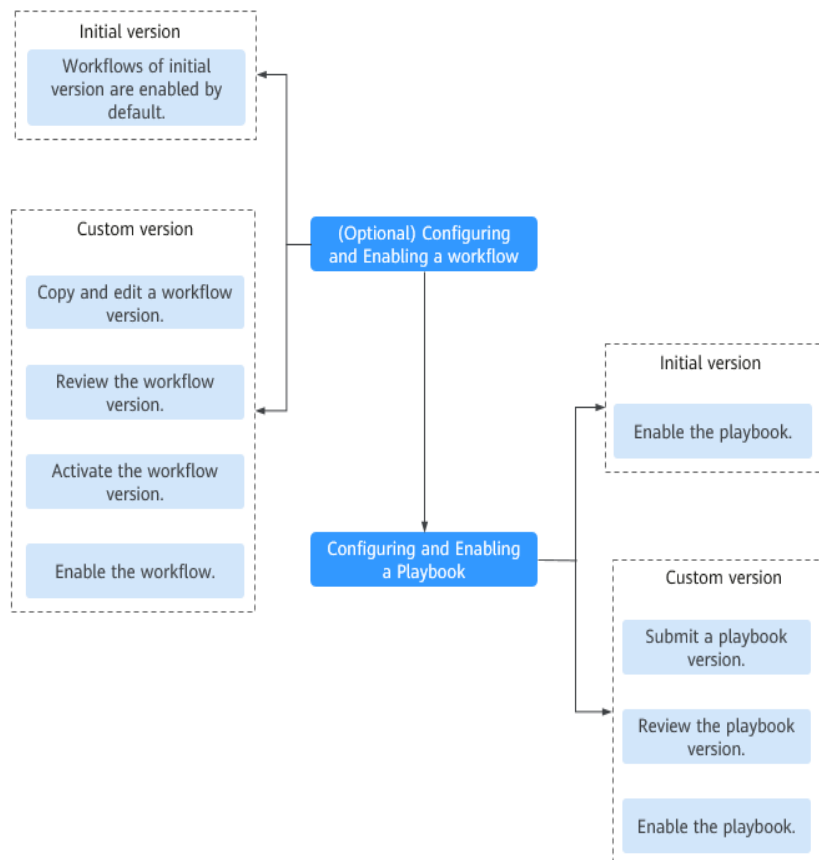 Initial version
Workflows of initial
version are enabled by
default.
Custom version
Copy and edit a workflow
version.
Review the workflow
version.
Activate the workflow
version.
Enable the workflow.
(Optional) Configuring
and Enabling a workflow
Configuring and Enabling
a Playbook
Initial version
Enable the playbook.
Custom version
Submit a playbook
version.
Review the playbook
version.
Enable the playbook.